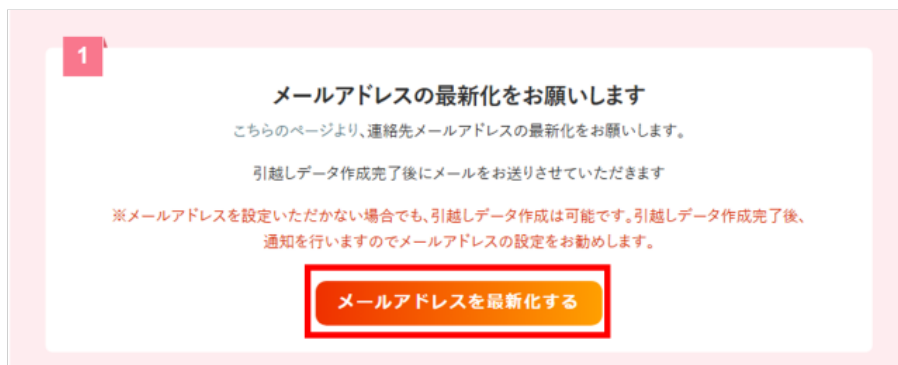 1
メールアドレスの最新化をお願いします
こちらのページより、連絡先メールアドレスの最新化をお願いします。
引越しデータ作成完了後にメールをお送りさせていただきます
※メールアドレスを設定いただかない場合でも、引越しデータ作成は可能です。引越しデータ作成完了後、
通知を行いますのでメールアドレスの設定をお勧めします。
メールアドレスを最新化する